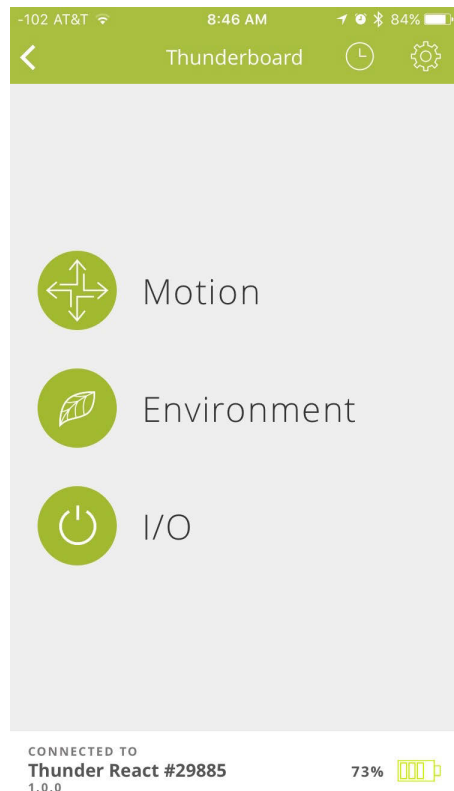 -102 AT&T 8:46 AM 84%
Thunderboard
Motion
Environment
I/O
CONNECTED TO
Thunder React #29885 73%
1.0.0